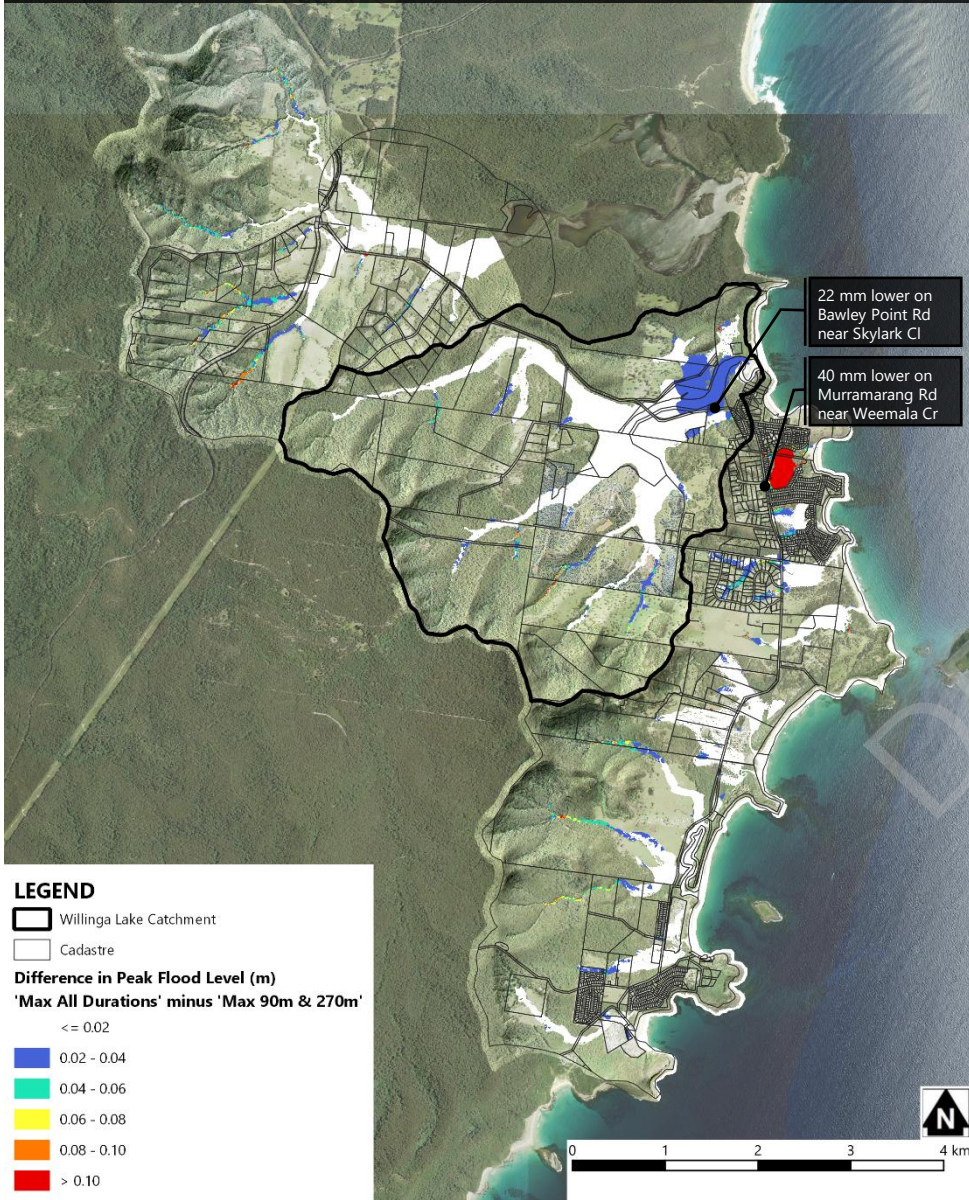 22 mm lower on
Bawley Point Rd
near Skylark Cl
40 mm lower on
Murramarang Rd
near Weemala Cr
LEGEND
Willinga Lake Catchment
Cadastre
Difference in Peak Flood Level (m)
'Max All Durations' minus 'Max 90m & 270m'
<= 0.02
0.02 - 0.04
0.04 - 0.06
0.06 - 0.08
0.08 - 0.10
> 0.10
N
0 1 2 3 4 km